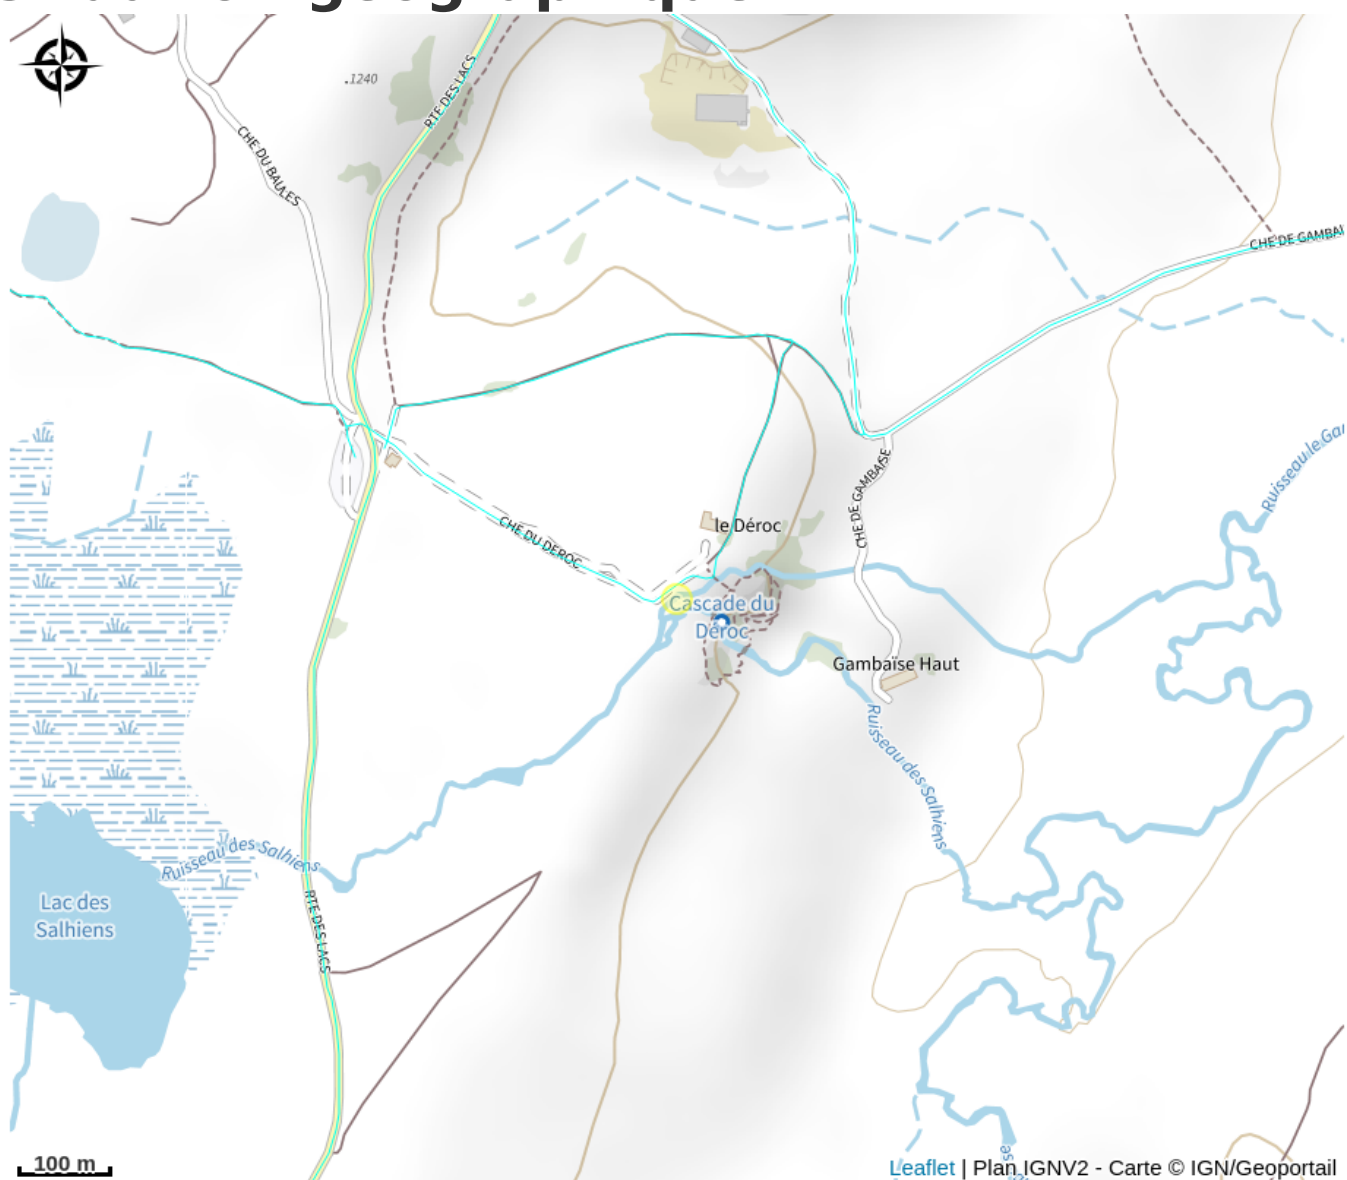 .1240
RTE DES LACS
CHE DU BAULES
CHE DE GAMBAI
Ruisseau le Gar
CHE DE GAMBAISE
le Déroc
CHE DU DEROC
Cascade du
Déroc
Gambaïse Haut
Ruisseau des Salhiens
Ruisseau des Salhiens
Lac des
Salhiens
RTE DES LACS
100 m
Leaflet | Plan IGNV2 - Carte © IGN/Geoportail